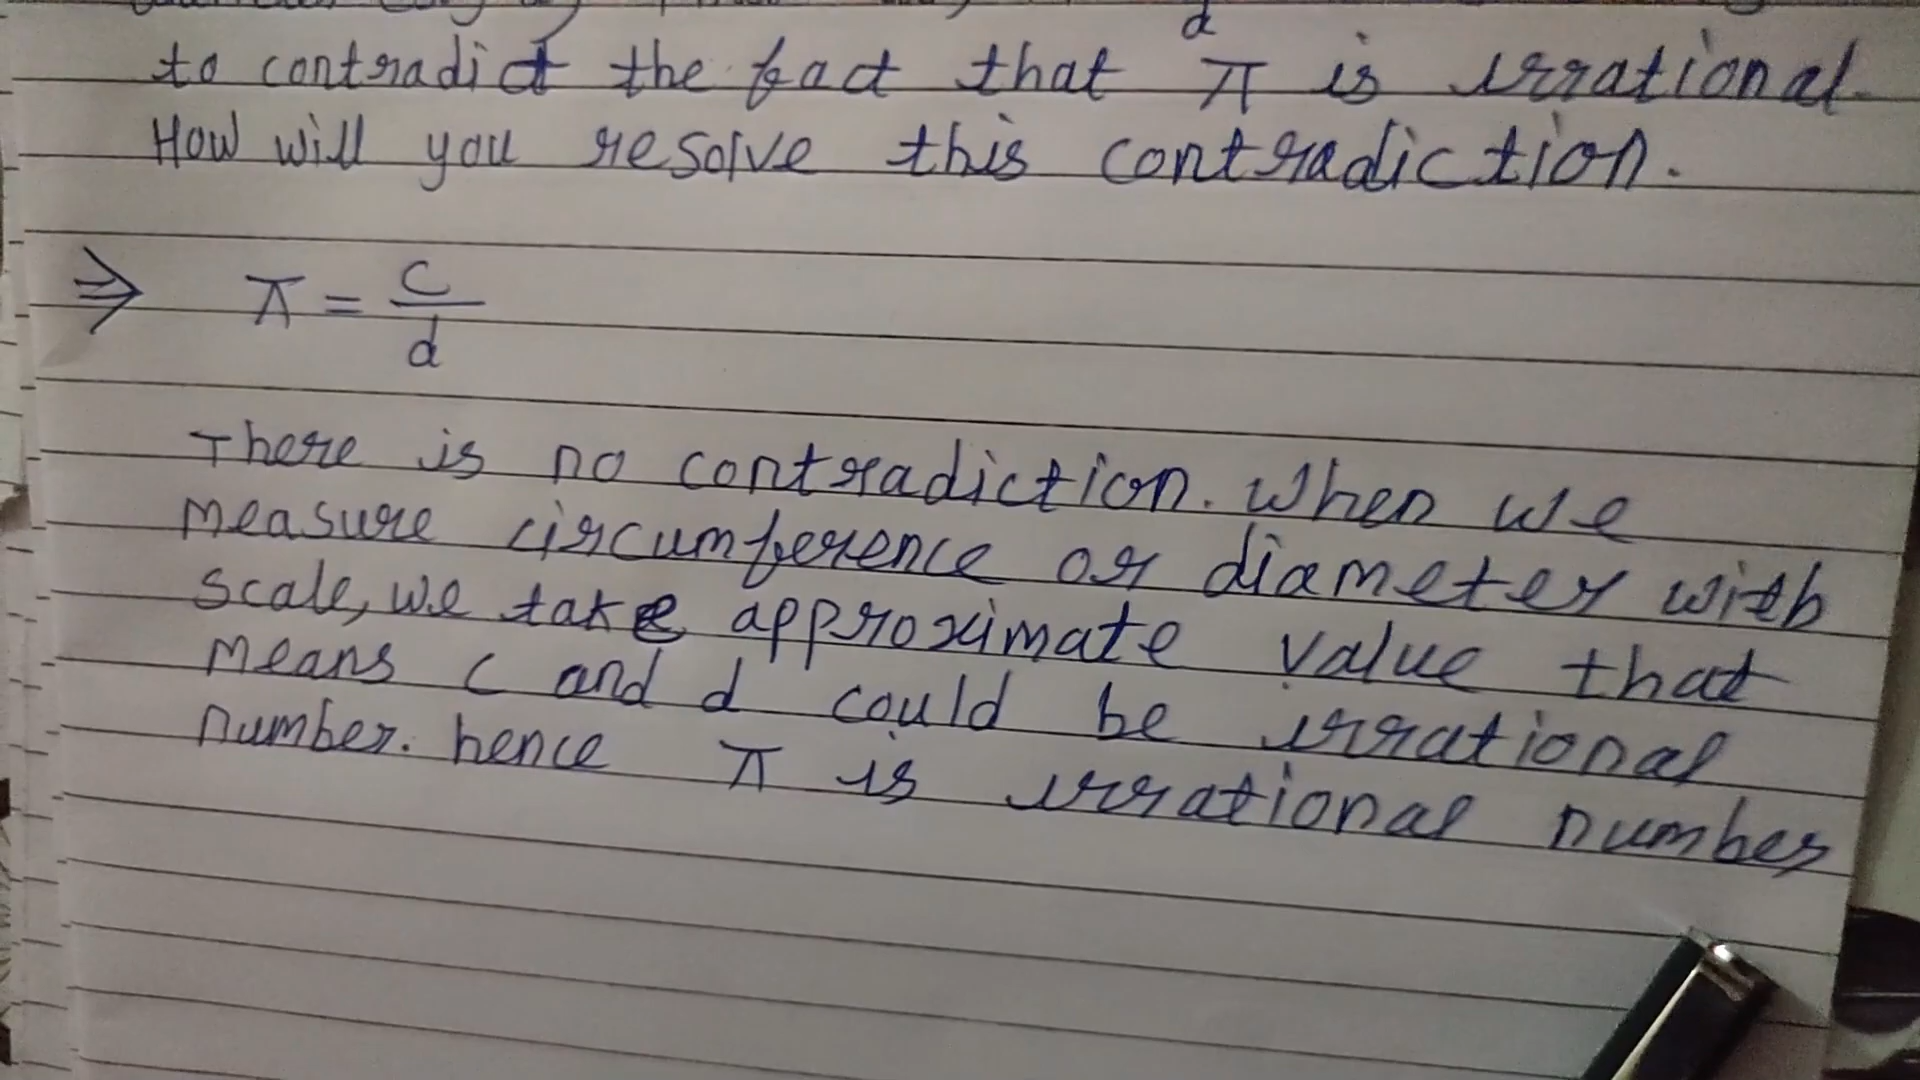 d
to contradict the fact that π is irrational.
How will you resolve this contradiction.
⇒ π = c/d
There is no contradiction. When we
measure circumference or diameter with
scale, we take approximate value that
means c and d could be irrational
number. hence π is irrational number